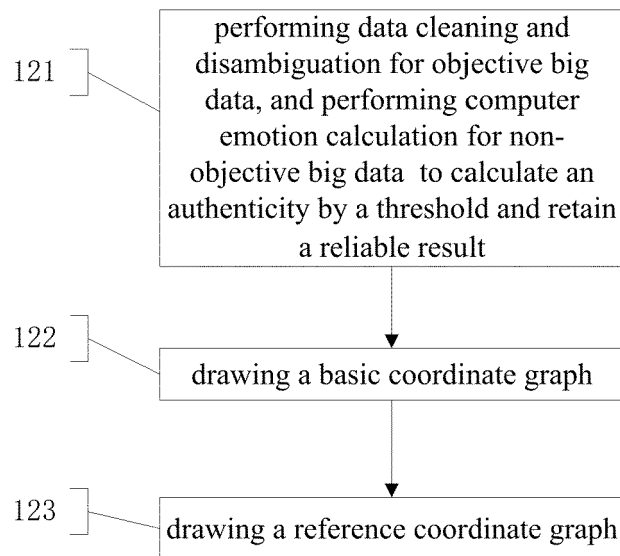 121
performing data cleaning and
disambiguation for objective big
data, and performing computer
emotion calculation for non-
objective big data to calculate an
authenticity by a threshold and retain
a reliable result
122
drawing a basic coordinate graph
123
drawing a reference coordinate graph